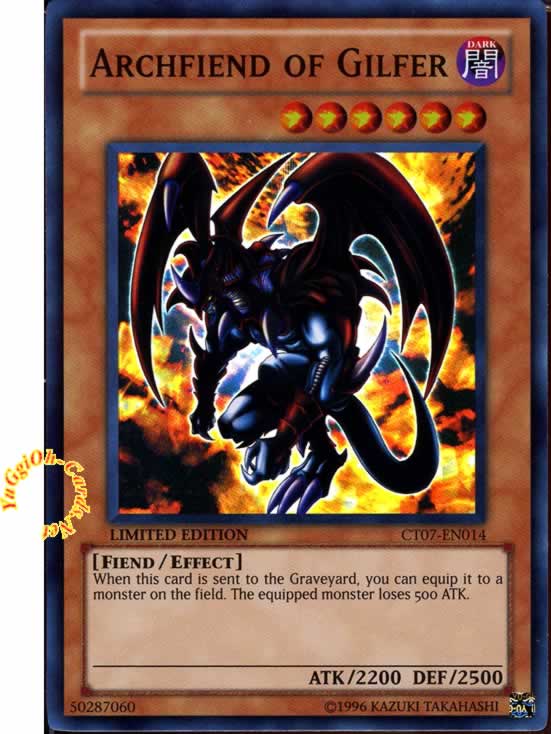 ARCHFIEND OF GILFER
DARK
闇
LIMITED EDITION
CT07-EN014
[FIEND/EFFECT]
When this card is sent to the Graveyard, you can equip it to a
monster on the field. The equipped monster loses 500 ATK.
ATK/2200 DEF/2500
50287060
©1996 KAZUKI TAKAHASHI
YuGgiOh-Cards.Net